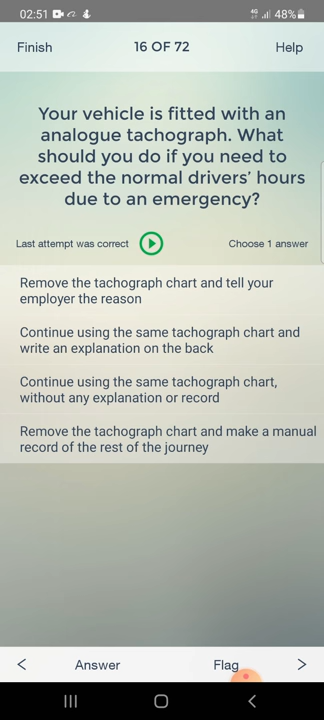 02:51 4G 48%
Finish 16 OF 72 Help
Your vehicle is fitted with an
analogue tachograph. What
should you do if you need to
exceed the normal drivers’ hours
due to an emergency?
Last attempt was correct Choose 1 answer
Remove the tachograph chart and tell your
employer the reason
Continue using the same tachograph chart and
write an explanation on the back
Continue using the same tachograph chart,
without any explanation or record
Remove the tachograph chart and make a manual
record of the rest of the journey
Answer Flag